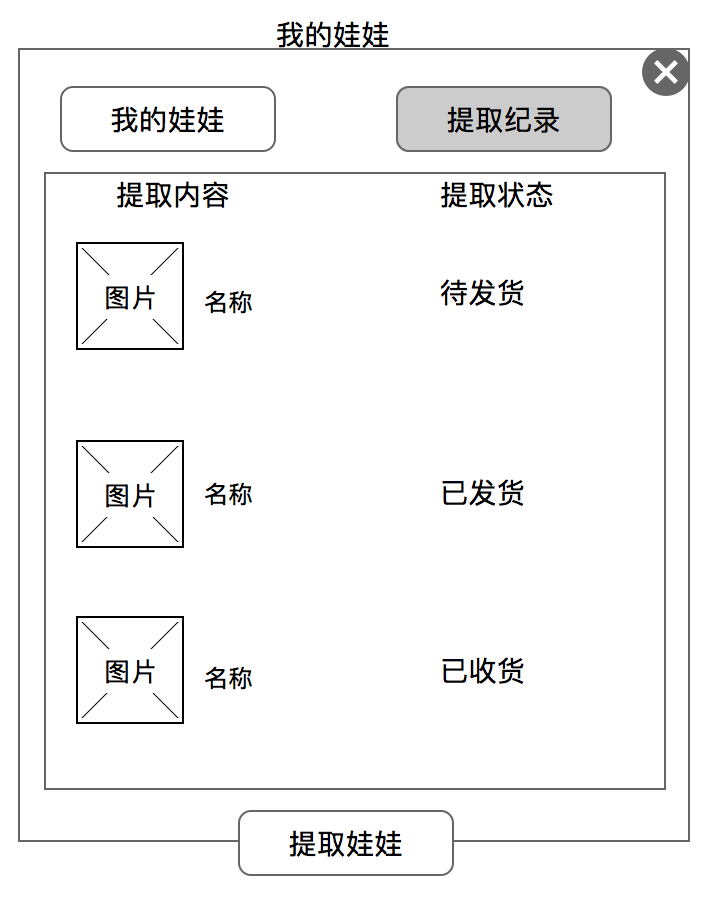 我的娃娃
我的娃娃 提取纪录
提取内容 提取状态
图片 名称 待发货
图片 名称 已发货
图片 名称 已收货
提取娃娃